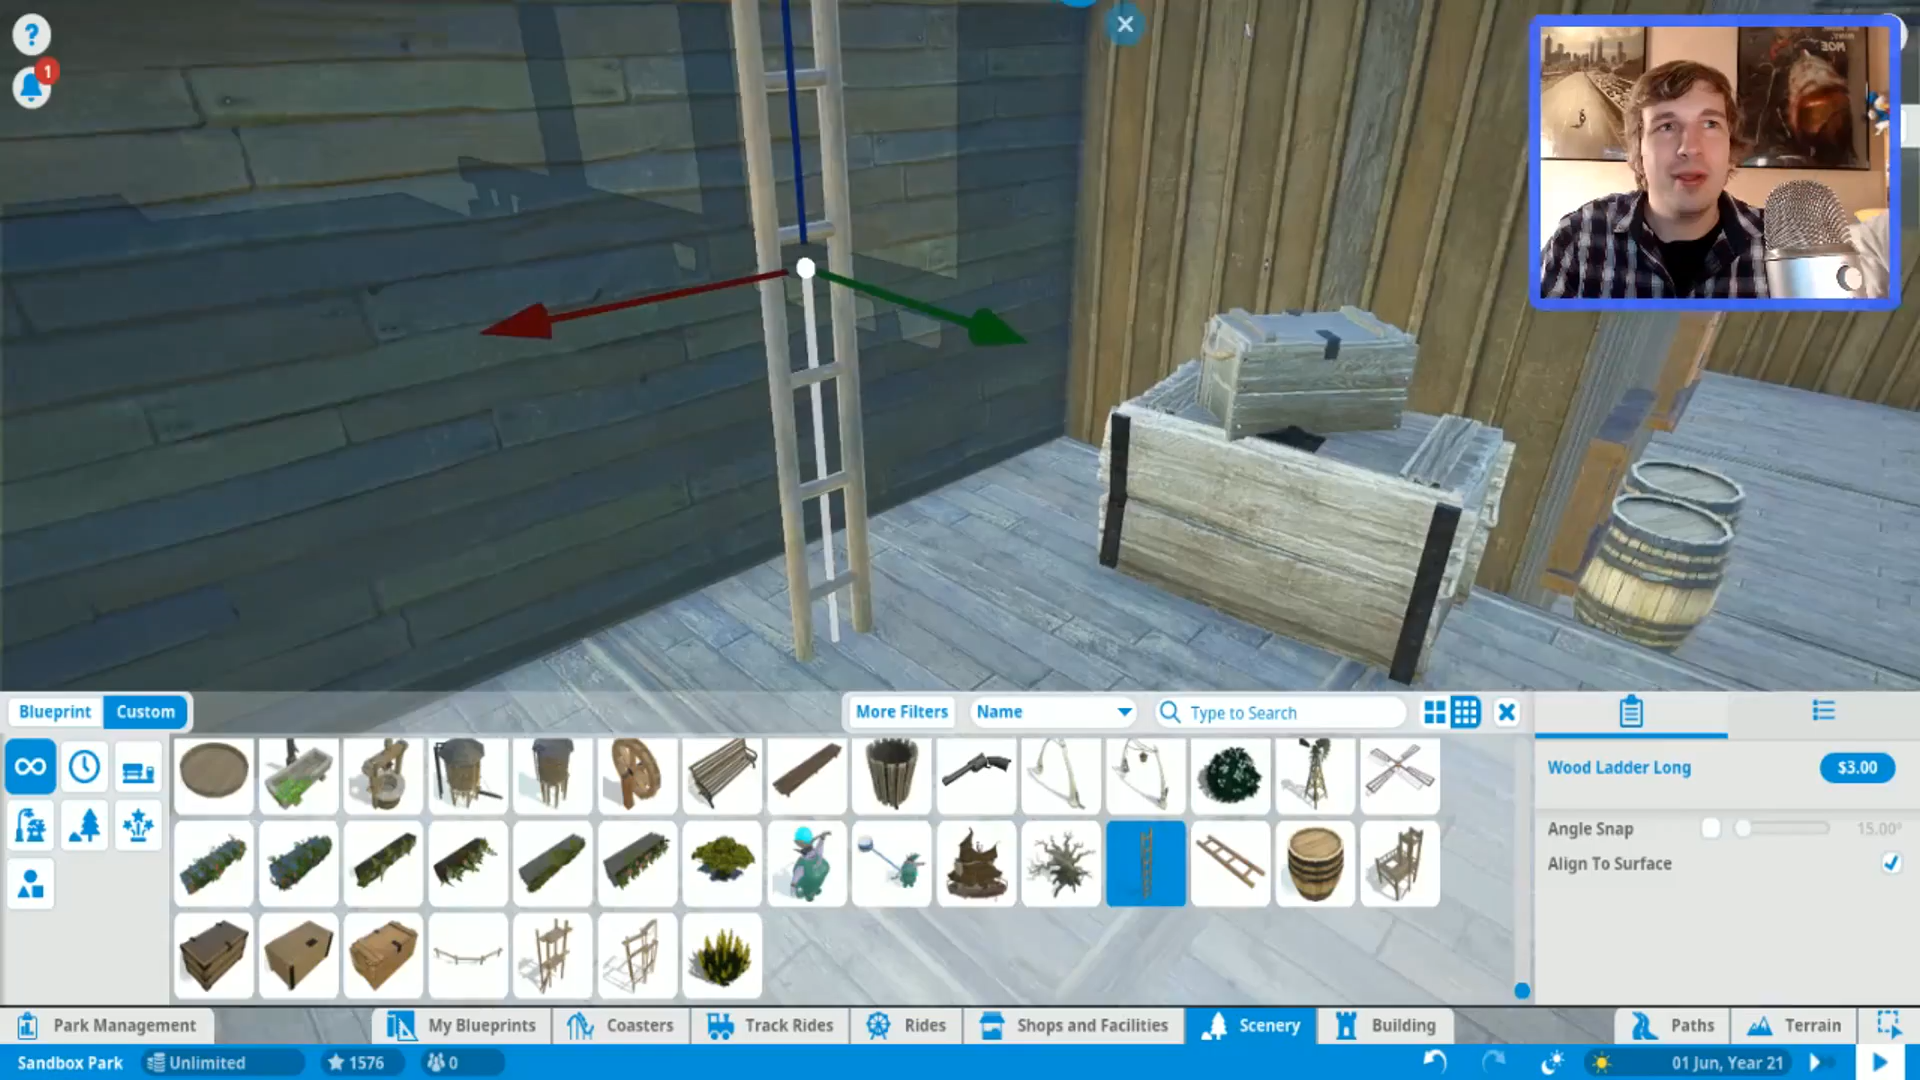 ?
1
Blueprint Custom More Filters Name Type to Search
Wood Ladder Long $3.00
Angle Snap 15.00°
Align To Surface
Park Management My Blueprints Coasters Track Rides Rides Shops and Facilities Scenery Building Paths Terrain
Sandbox Park Unlimited 1576 0 01 Jun, Year 21